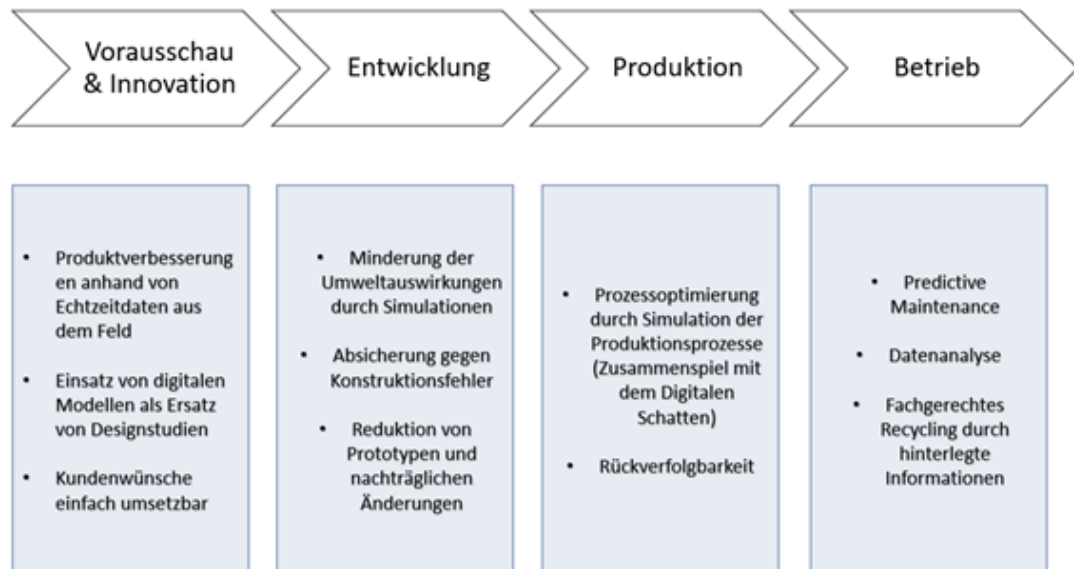 Vorausschau
& Innovation
Entwicklung
Produktion
Betrieb
• Produktverbesserung
en anhand von
Echtzeitdaten aus
dem Feld
• Einsatz von digitalen
Modellen als Ersatz
von Designstudien
• Kundenwünsche
einfach umsetzbar
• Minderung der
Umweltauswirkungen
durch Simulationen
• Absicherung gegen
Konstruktionsfehler
• Reduktion von
Prototypen und
nachträglichen
Änderungen
• Prozessoptimierung
durch Simulation der
Produktionsprozesse
(Zusammenspiel mit
dem Digitalen
Schatten)
• Rückverfolgbarkeit
• Predictive
Maintenance
• Datenanalyse
• Fachgerechtes
Recycling durch
hinterlegte
Informationen